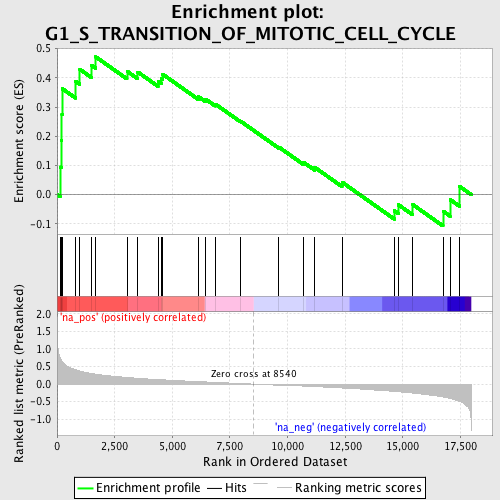 Enrichment plot:
G1_S_TRANSITION_OF_MITOTIC_CELL_CYCLE
Enrichment score (ES)
0.5
0.4
0.3
0.2
0.1
0.0
-0.1
'na_pos' (positively correlated)
Ranked list metric (PreRanked)
2.0
1.5
1.0
0.5
0.0
-0.5
-1.0
Zero cross at 8540
'na_neg' (negatively correlated)
0
2,500
5,000
7,500
10,000
12,500
15,000
17,500
Rank in Ordered Dataset
Enrichment profile
Hits
Ranking metric scores